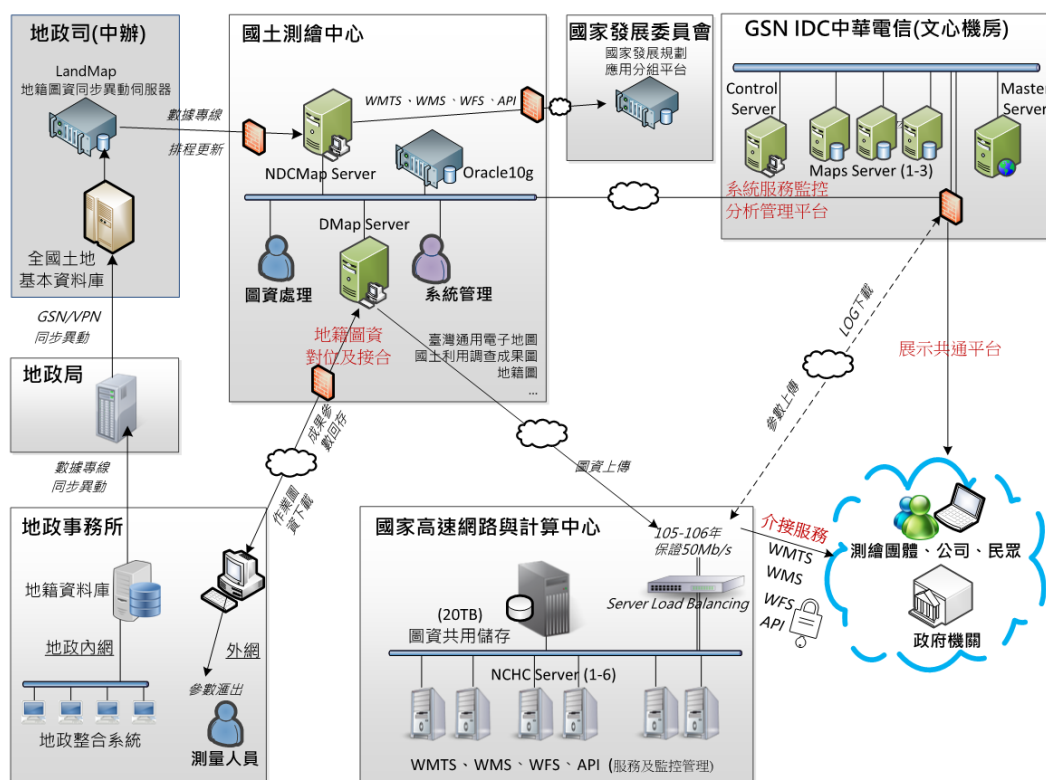 地政司(中辦)
LandMap
地籍圖資同步異動伺服器
全國土地
基本資料庫
GSN/VPN
同步異動
地政局
數據專線
同步異動
地政事務所
地籍資料庫
地政內網
地政整合系統
外網
參數滙出
測量人員
數據專線
排程更新
國土測繪中心
NDCMap Server
Oracle10g
DMap Server
圖資處理
系統管理
地籍圖資
對位及接合
臺灣通用電子地圖
國土利用調查成果圖
地籍圖
...
成果參
數回存
作業圖
資下載
WMTS、WMS、WFS、API
國家發展委員會
國家發展規劃
應用分組平台
GSN IDC中華電信(文心機房)
Control
Server
Master
Server
Maps Server (1-3)
系統服務監控
分析管理平台
LOG下載
參數上傳
展示共通平台
圖資上傳
國家高速網路與計算中心
105-106年
保證50Mb/s
(20TB)
圖資共用儲存
Server Load Balancing
NCHC Server (1-6)
WMTS、WMS、WFS、API (服務及監控管理)
介接服務
WMTS
WMS
WFS
API
測繪團體、公司、民眾
政府機關